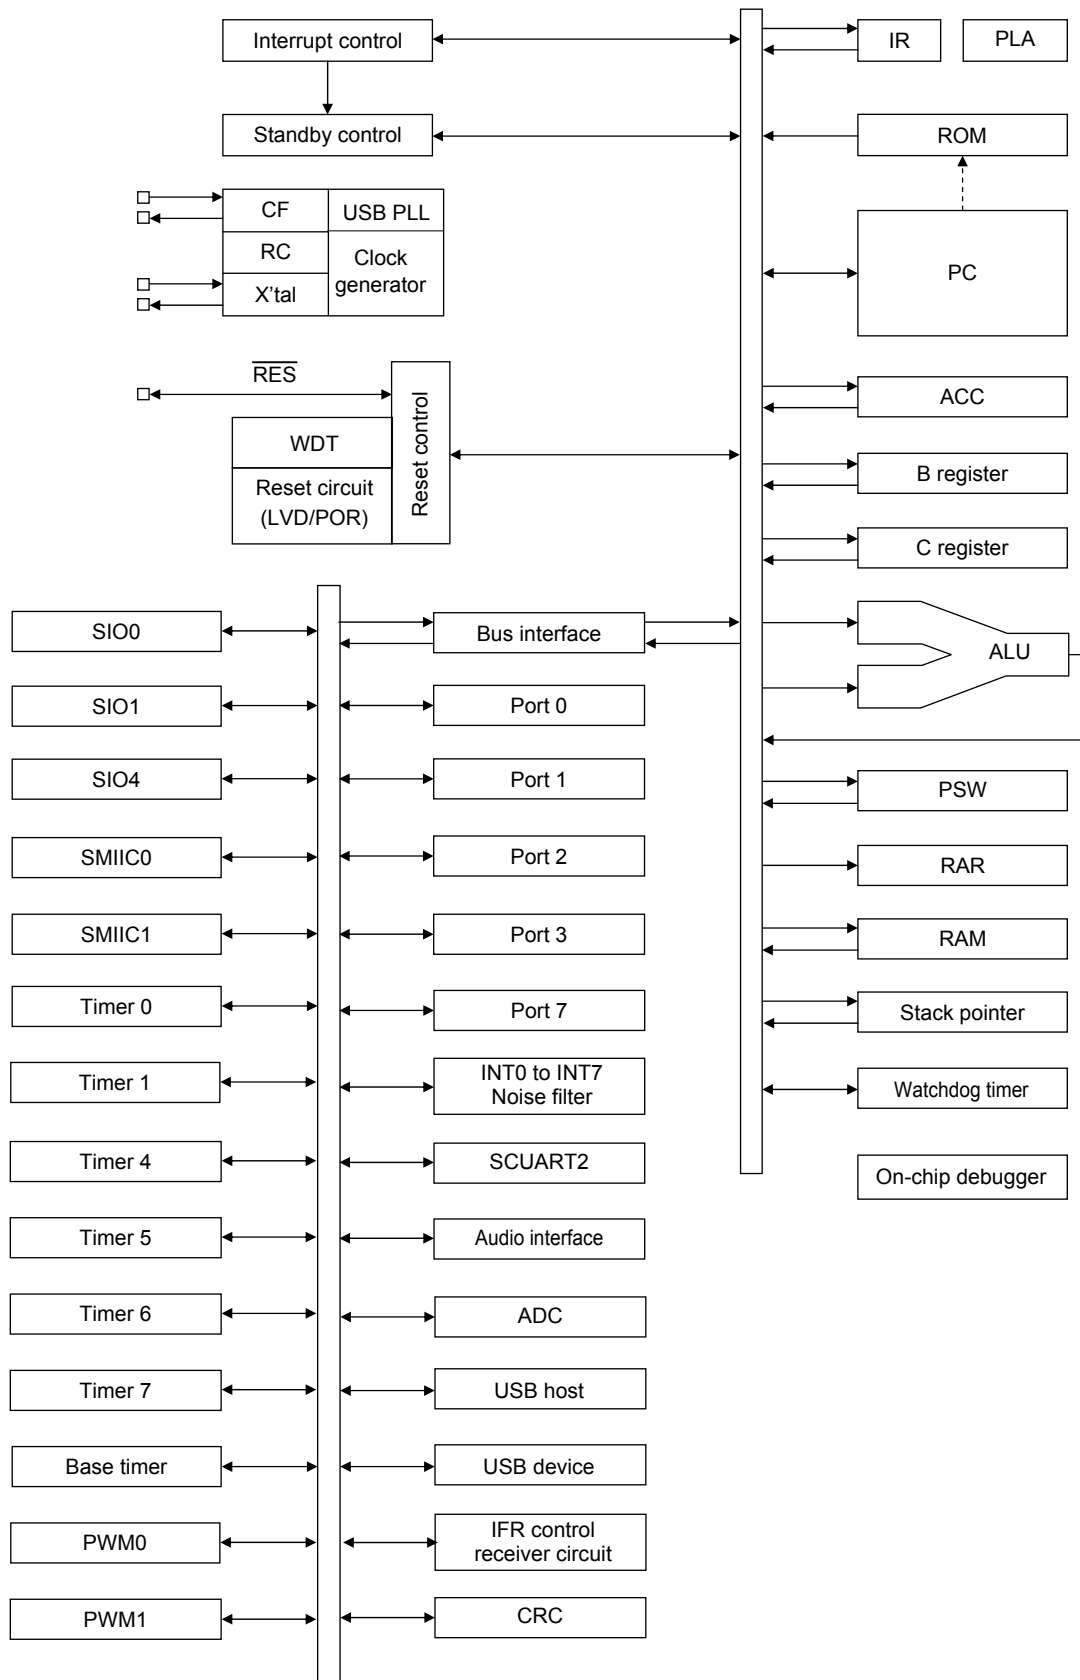 Interrupt control
IR
PLA
Standby control
ROM
CF
USB PLL
RC
Clock
generator
X'tal
PC
RES
Reset control
WDT
Reset circuit
(LVD/POR)
ACC
B register
C register
SIO0
Bus interface
ALU
SIO1
Port 0
SIO4
Port 1
PSW
SMIIC0
Port 2
RAR
SMIIC1
Port 3
RAM
Timer 0
Port 7
Stack pointer
Timer 1
INT0 to INT7
Noise filter
Watchdog timer
Timer 4
SCUART2
On-chip debugger
Timer 5
Audio interface
Timer 6
ADC
Timer 7
USB host
Base timer
USB device
PWM0
IFR control
receiver circuit
PWM1
CRC